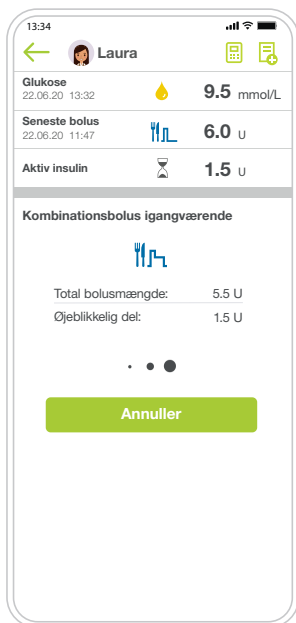 13:34
Laura
Glukose
22.06.20 13:32
9.5 mmol/L
Seneste bolus
22.06.20 11:47
6.0 U
Aktiv insulin
1.5 U
Kombinationsbolus igangværende
Total bolusmængde: 5.5 U
Øjeblikkelig del: 1.5 U
Annuller